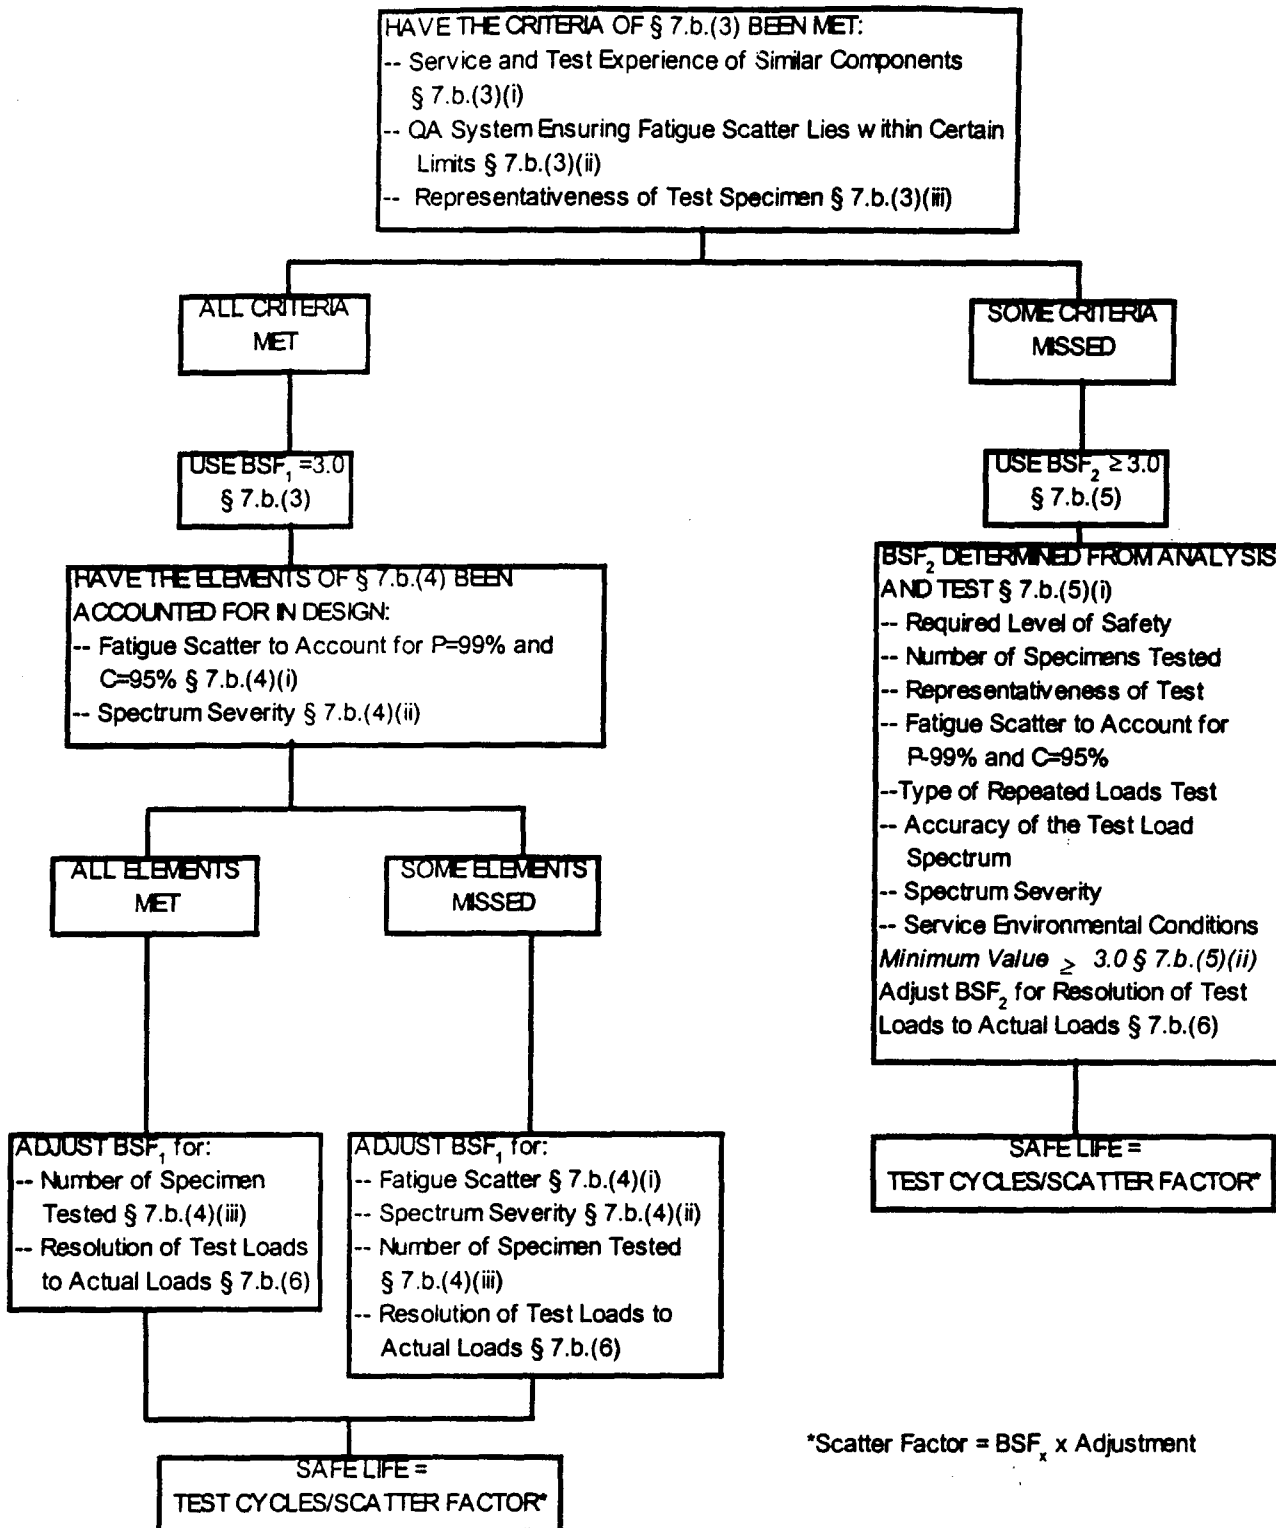 HAVE THE CRITERIA OF § 7.b.(3) BEEN MET:
-- Service and Test Experience of Similar Components
§ 7.b.(3)(i)
-- QA System Ensuring Fatigue Scatter Lies within Certain
Limits § 7.b.(3)(ii)
-- Representativeness of Test Specimen § 7.b.(3)(iii)
ALL CRITERIA
MET
SOME CRITERIA
MISSED
USE BSF₁ =3.0
§ 7.b.(3)
USE BSF₂ ≥ 3.0
§ 7.b.(5)
HAVE THE ELEMENTS OF § 7.b.(4) BEEN
ACCOUNTED FOR IN DESIGN:
-- Fatigue Scatter to Account for P=99% and
C=95% § 7.b.(4)(i)
-- Spectrum Severity § 7.b.(4)(ii)
BSF₂ DETERMINED FROM ANALYSIS
AND TEST § 7.b.(5)(i)
-- Required Level of Safety
-- Number of Specimens Tested
-- Representativeness of Test
-- Fatigue Scatter to Account for
P-99% and C=95%
--Type of Repeated Loads Test
-- Accuracy of the Test Load
Spectrum
-- Spectrum Severity
-- Service Environmental Conditions
Minimum Value ≥ 3.0 § 7.b.(5)(ii)
Adjust BSF₂ for Resolution of Test
Loads to Actual Loads § 7.b.(6)
ALL ELEMENTS
MET
SOME ELEMENTS
MISSED
ADJUST BSF₁ for:
-- Number of Specimen
Tested § 7.b.(4)(iii)
-- Resolution of Test Loads
to Actual Loads § 7.b.(6)
ADJUST BSF₁ for:
-- Fatigue Scatter § 7.b.(4)(i)
-- Spectrum Severity § 7.b.(4)(ii)
-- Number of Specimen Tested
§ 7.b.(4)(iii)
-- Resolution of Test Loads to
Actual Loads § 7.b.(6)
SAFE LIFE =
TEST CYCLES/SCATTER FACTOR*
SAFE LIFE =
TEST CYCLES/SCATTER FACTOR*
*Scatter Factor = BSFₓ x Adjustment